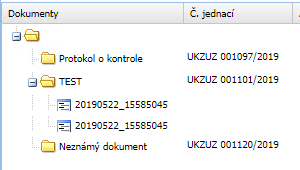 Dokumenty Č. jednací
Protokol o kontrole UKZUZ 001097/2019
TEST UKZUZ 001101/2019
20190522_15585045
20190522_15585045
Neznámý dokument UKZUZ 001120/2019